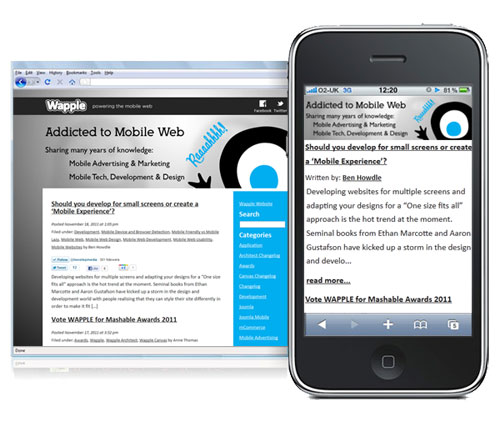 File Edit View History Bookmarks Tools Help
Wapple powering the mobile web
Facebook Twitter
Addicted to Mobile Web
Sharing many years of knowledge:
Mobile Advertising & Marketing
Mobile Tech, Development & Design
Raaahhhh!
Should you develop for small screens or create a
'Mobile Experience'?
Posted November 18, 2011 at 1:05 pm
Filed under: Development, Mobile Device and Browser Detection, Mobile Friendly vs Mobile
Lazy, Mobile Web, Mobile Web Design, Mobile Web Development, Mobile Web Usability,
Mobile Websites by Ben Howdle
Developing websites for multiple screens and adapting your designs for a "One size
fits all" approach is the hot trend at the moment. Seminal books from Ethan
Marcotte and Aaron Gustafson have kicked up a storm in the design and
development world with people realising that they can style their site differently in
order to make it fit [...]
Vote WAPPLE for Mashable Awards 2011
Posted November 17, 2011 at 3:52 pm
Filed under: Awards, Wapple, Wapple Architect, Wapple Canvas by Anne Thomas
Wapple Website
Search
Categories
Application
Architect Changelog
Awards
Canvas Changelog
Development
Joomla
Joomla Mobile
mCommerce
Mobile Advertising
Done
O2-UK 3G 12:20 81%
Addicted to Mobile Web
Sharing many years of knowledge:
Mobile Advertising & Marketing
Mobile Tech, Development & Design
Raaahhhh!
Should you develop for small screens or create
a 'Mobile Experience'?
Written by: Ben Howdle
Developing websites for multiple screens and
adapting your designs for a "One size fits all"
approach is the hot trend at the moment.
Seminal books from Ethan Marcotte and Aaron
Gustafson have kicked up a storm in the design
and develo...
read more...
Vote WAPPLE for Mashable Awards 2011
5